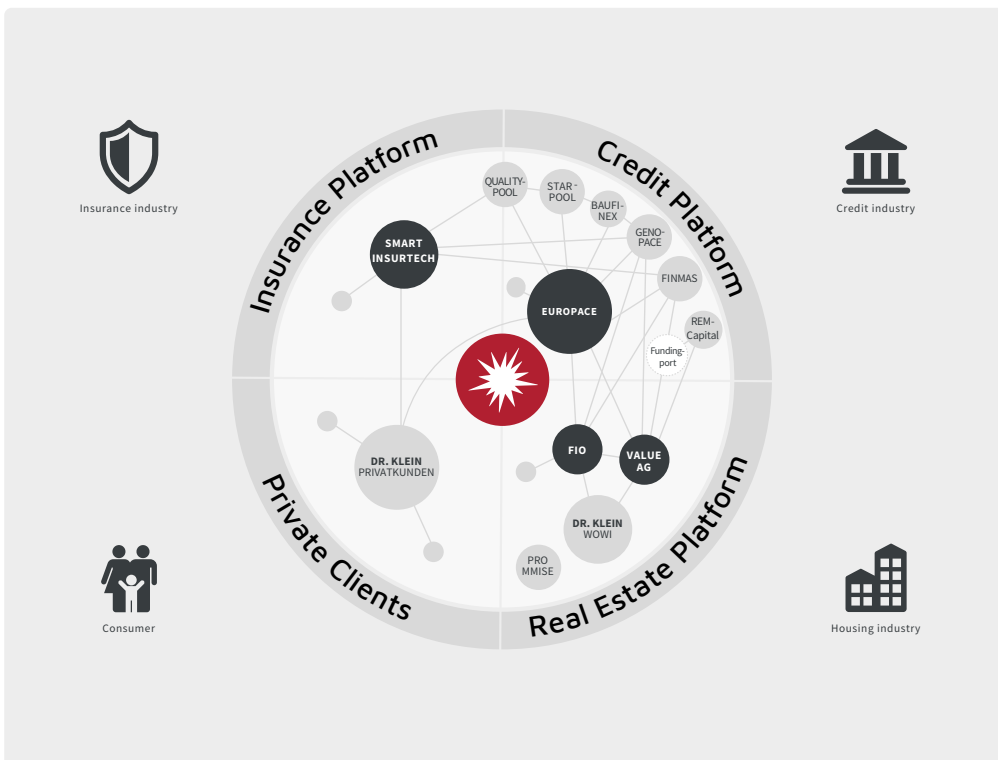 Insurance industry
Credit industry
Insurance Platform
Credit Platform
QUALITY-
POOL
STAR-
POOL
BAUFI-
NEX
GENO-
PACE
SMART
INSURTECH
FINMAS
EUROPACE
REM-
Capital
Funding-
port
FIO
VALUE
AG
DR. KLEIN
PRIVATKUNDEN
DR. KLEIN
WOWI
PRO
MMISE
Private Clients
Real Estate Platform
Consumer
Housing industry